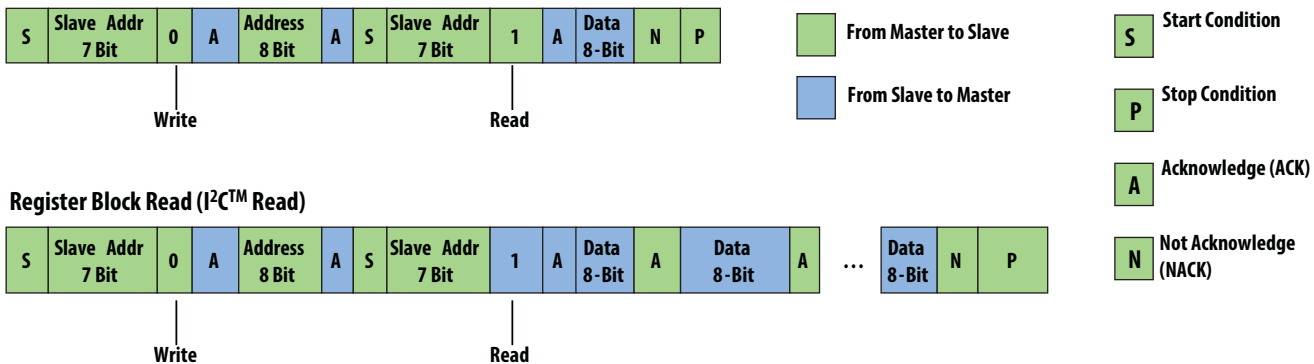 S Slave Addr 7 Bit 0 A Address 8 Bit A S Slave Addr 7 Bit 1 A Data 8-Bit N P
Write Read
From Master to Slave
From Slave to Master
S Start Condition
P Stop Condition
A Acknowledge (ACK)
N Not Acknowledge
(NACK)
Register Block Read (I²C™ Read)
S Slave Addr 7 Bit 0 A Address 8 Bit A S Slave Addr 7 Bit 1 A Data 8-Bit A Data 8-Bit A ... Data 8-Bit N P
Write Read